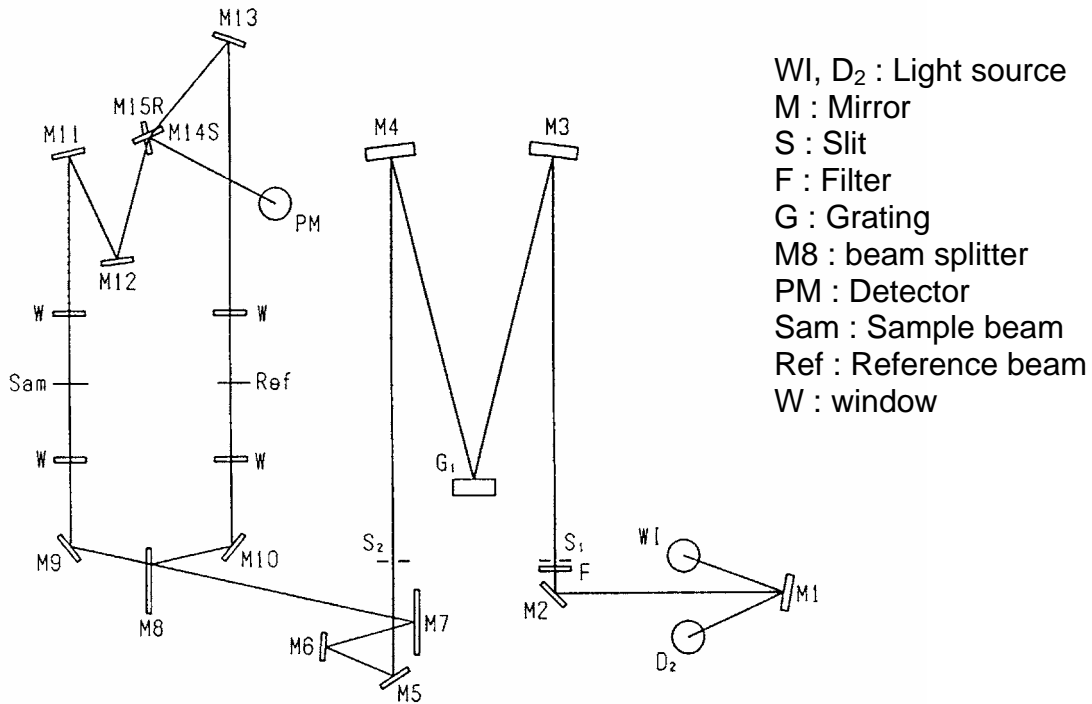 M13
M15R
M14S
M11
M4
M3
PM
M12
W
W
Sam
Ref
W
W
G₁
S₂
S₁
F
WI
M9
M10
M8
M2
M1
M7
M6
D₂
M5
WI, D₂ : Light source
M : Mirror
S : Slit
F : Filter
G : Grating
M8 : beam splitter
PM : Detector
Sam : Sample beam
Ref : Reference beam
W : window